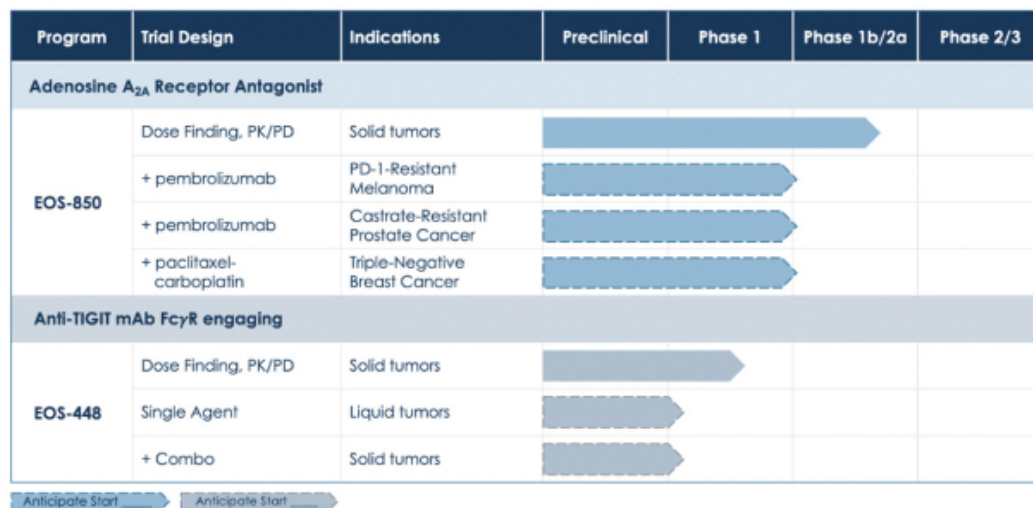 Program Trial Design Indications Preclinical Phase 1 Phase 1b/2a Phase 2/3
Adenosine A2A Receptor Antagonist
EOS-850
Dose Finding, PK/PD Solid tumors
+ pembrolizumab PD-1-Resistant
Melanoma
+ pembrolizumab Castrate-Resistant
Prostate Cancer
+ paclitaxel- Triple-Negative
carboplatin Breast Cancer
Anti-TIGIT mAb FcγR engaging
EOS-448
Dose Finding, PK/PD Solid tumors
Single Agent Liquid tumors
+ Combo Solid tumors
Anticipate Start ____ Anticipate Start ____